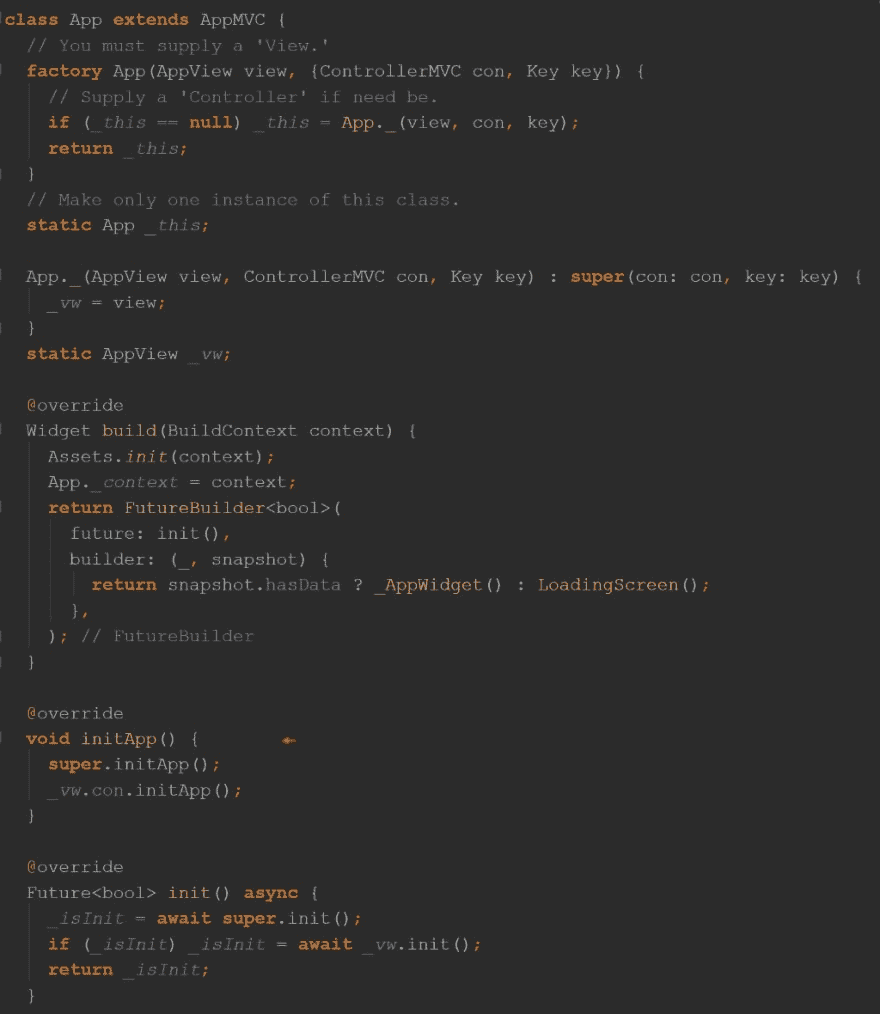 class App extends AppMVC {
// You must supply a 'View.'
factory App(AppView view, {ControllerMVC con, Key key}) {
// Supply a 'Controller' if need be.
if (_this == null) _this = App._(view, con, key);
return _this;
}
// Make only one instance of this class.
static App _this;
App._(AppView view, ControllerMVC con, Key key) : super(con: con, key: key) {
_vw = view;
}
static AppView _vw;
@override
Widget build(BuildContext context) {
Assets.init(context);
App._context = context;
return FutureBuilder<bool>(
future: init(),
builder: (_, snapshot) {
return snapshot.hasData ? _AppWidget() : LoadingScreen();
},
); // FutureBuilder
}
@override
void initApp() {
super.initApp();
_vw.con.initApp();
}
@override
Future<bool> init() async {
_isInit = await super.init();
if (_isInit) _isInit = await _vw.init();
return _isInit;
}